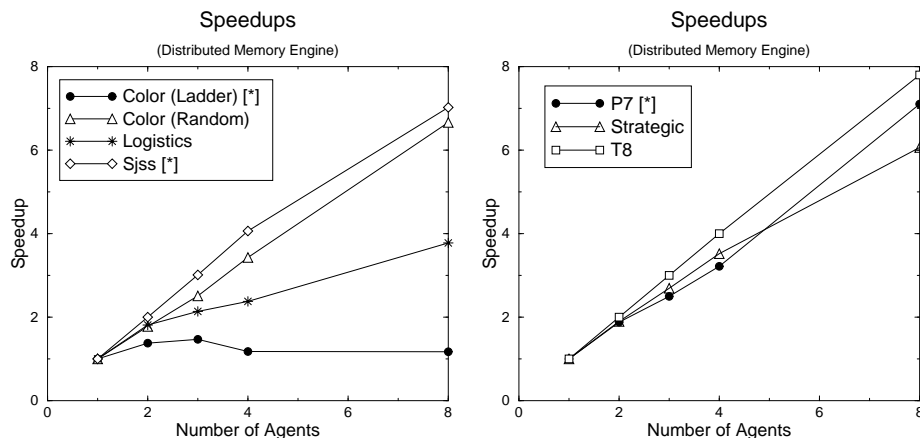 Speedups
(Distributed Memory Engine)
8
6
4
2
0
Speedup
Color (Ladder) [*]
Color (Random)
Logistics
Sjss [*]
0 2 4 6 8
Number of Agents
Speedups
(Distributed Memory Engine)
8
6
4
2
0
Speedup
P7 [*]
Strategic
T8
0 2 4 6 8
Number of Agents